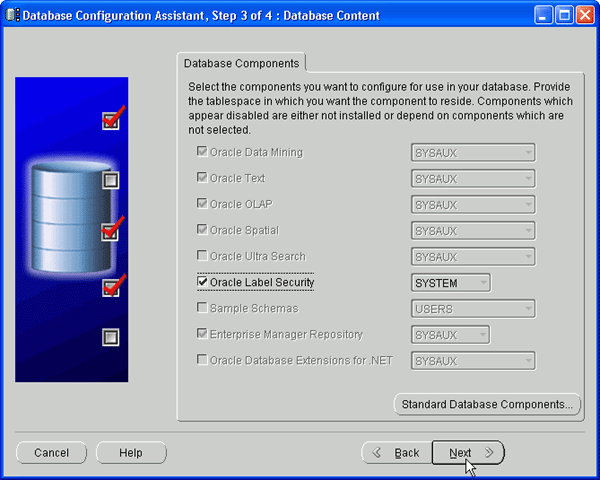 Database Configuration Assistant, Step 3 of 4 : Database Content
Database Components
Select the components you want to configure for use in your database. Provide
the tablespace in which you want the component to reside. Components which
appear disabled are either not installed or depend on components which are
not selected.
Oracle Data Mining SYSAUX
Oracle Text SYSAUX
Oracle OLAP SYSAUX
Oracle Spatial SYSAUX
Oracle Ultra Search SYSAUX
Oracle Label Security SYSTEM
Sample Schemas USERS
Enterprise Manager Repository SYSAUX
Oracle Database Extensions for .NET SYSAUX
Standard Database Components...
Cancel Help Back Next